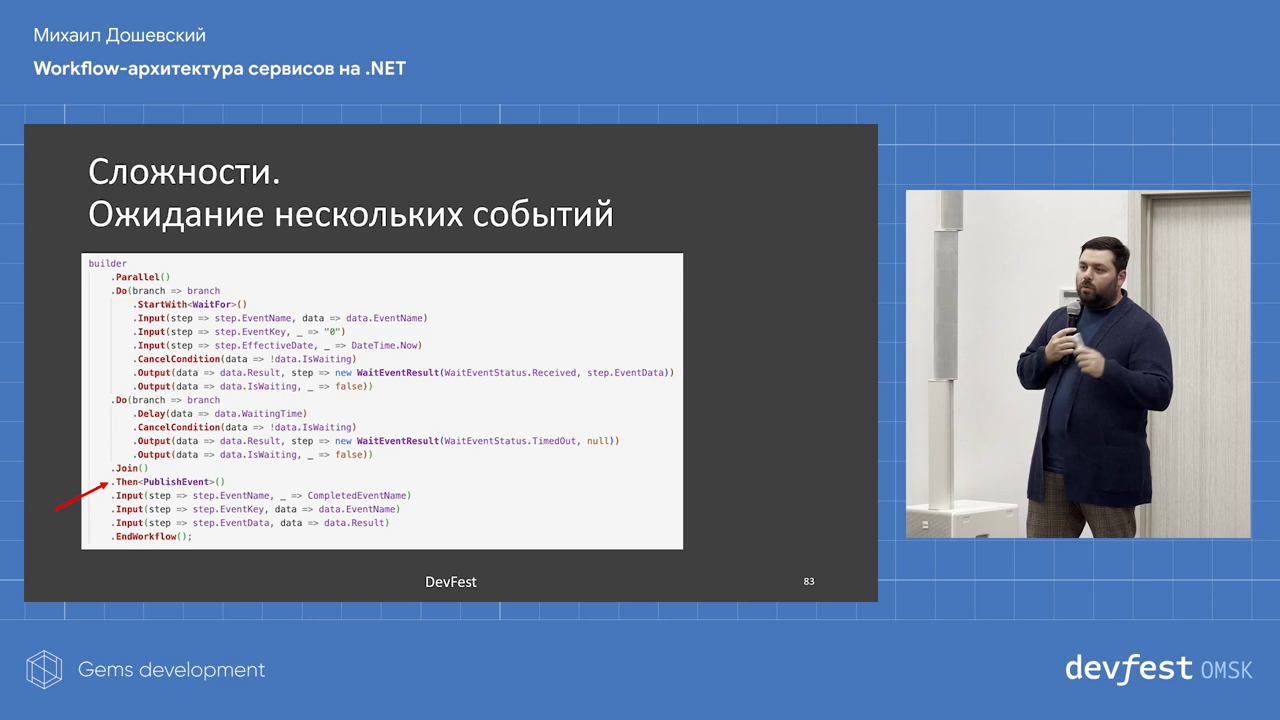 Михаил Дошевский
Workflow-архитектура сервисов на .NET
Сложности.
Ожидание нескольких событий
builder
.Parallel()
.Do(branch => branch
.StartWith<WaitFor>()
.Input(step => step.EventName, data => data.EventName)
.Input(step => step.EventKey, _ => "0")
.Input(step => step.EffectiveDate, _ => DateTime.Now)
.CancelCondition(data => !data.IsWaiting)
.Output(data => data.Result, step => new WaitEventResult(WaitEventStatus.Received, step.EventData))
.Output(data => data.IsWaiting, _ => false))
.Do(branch => branch
.Delay(data => data.WaitingTime)
.CancelCondition(data => !data.IsWaiting)
.Output(data => data.Result, step => new WaitEventResult(WaitEventStatus.TimedOut, null))
.Output(data => data.IsWaiting, _ => false))
.Join()
.Then<PublishEvent>()
.Input(step => step.EventName, _ => CompletedEventName)
.Input(step => step.EventKey, data => data.EventName)
.Input(step => step.EventData, data => data.Result)
.EndWorkflow();
DevFest
83
Gems development
devfest OMSK